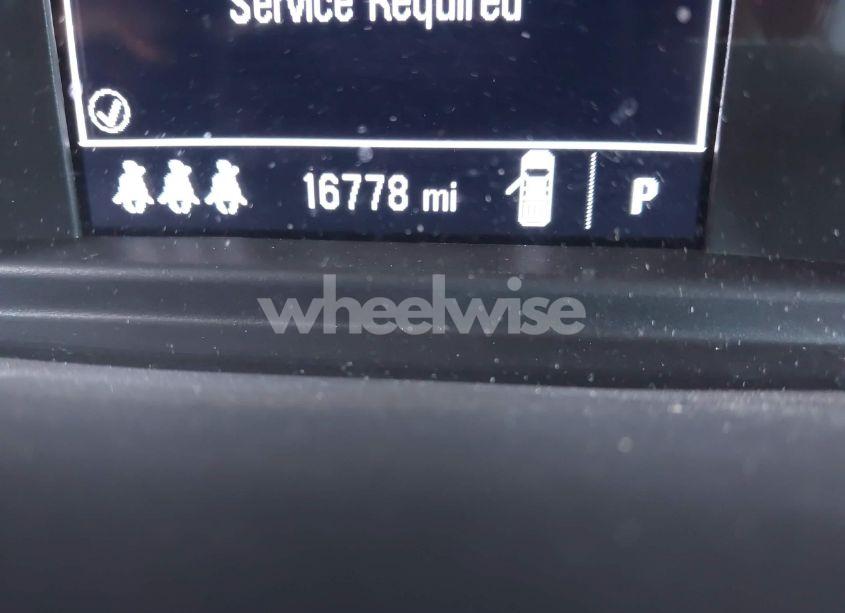 Service Required
16778 mi
P
wheelwise